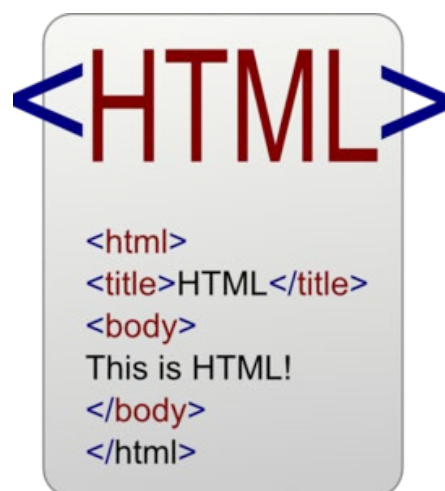 <HTML>
<html>
<title>HTML</title>
<body>
This is HTML!
</body>
</html>